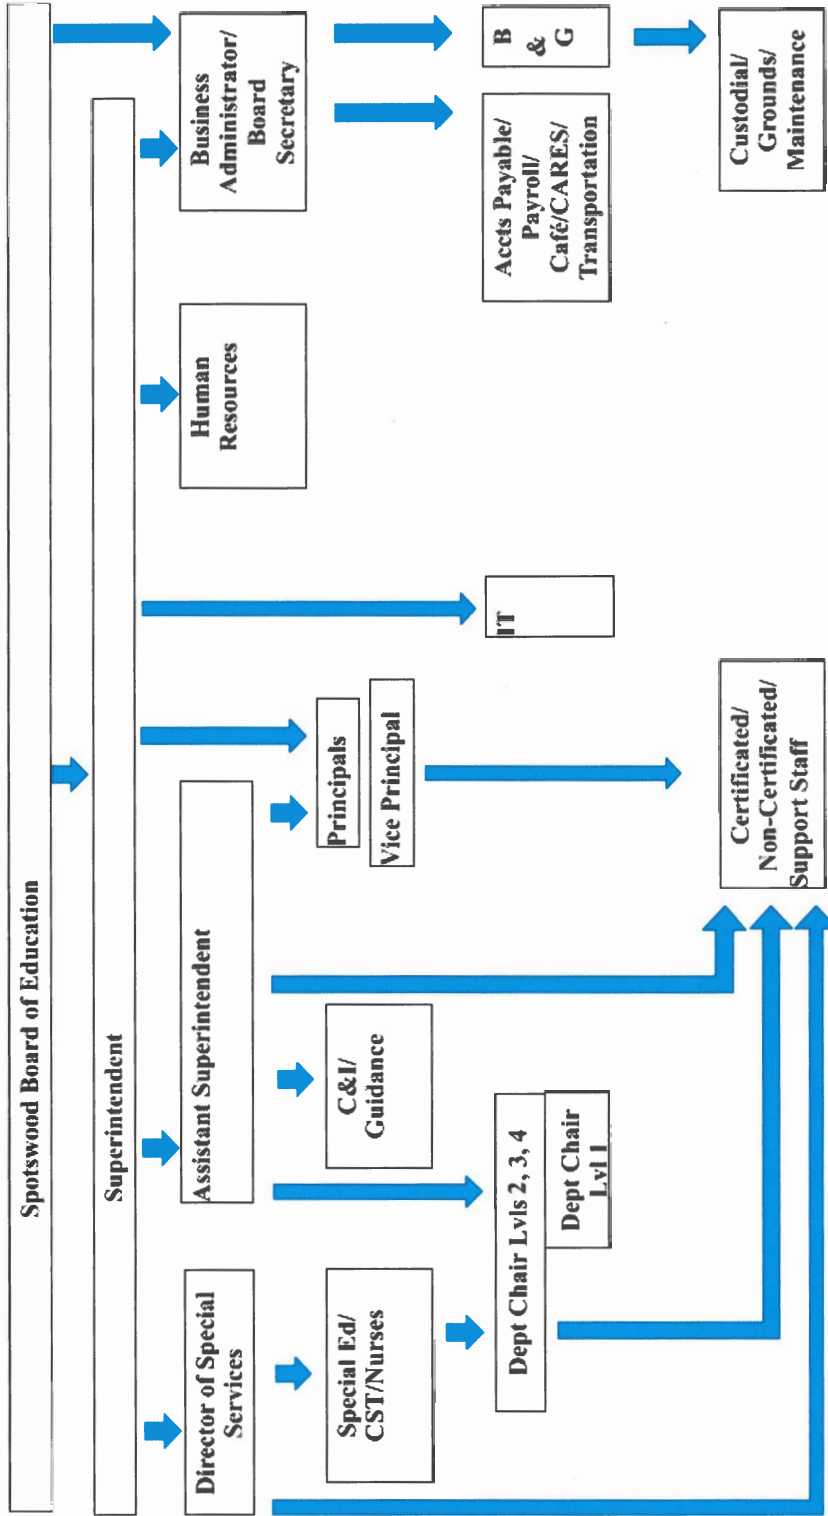 Spotswood Board of Education
Superintendent
Director of Special
Services
Assistant Superintendent
Human
Resources
Business
Administrator/
Board
Secretary
Special Ed/
CST/Nurses
C&I/
Guidance
Principals
Vice Principal
Dept Chair Lvls 2, 3, 4
Dept Chair
Lvl 1
IT
Accts Payable/
Payroll/
Café/CARES/
Transportation
B
&
G
Certificated/
Non-Certificated/
Support Staff
Custodial/
Grounds/
Maintenance